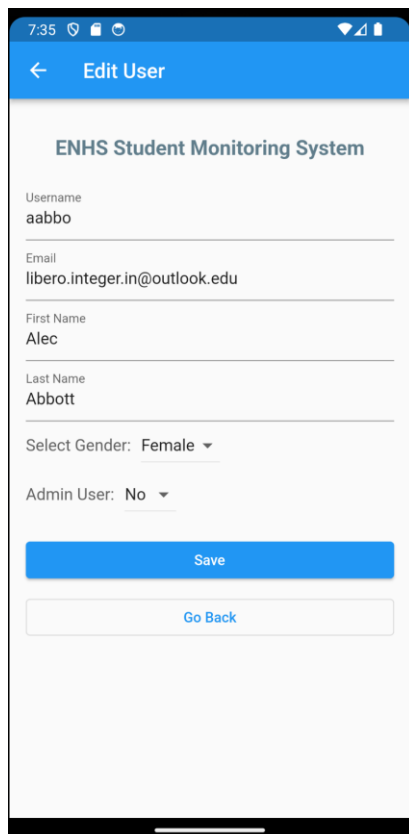 7:35
Edit User
ENHS Student Monitoring System
Username
aabbo
Email
libero.integer.in@outlook.edu
First Name
Alec
Last Name
Abbott
Select Gender: Female
Admin User: No
Save
Go Back